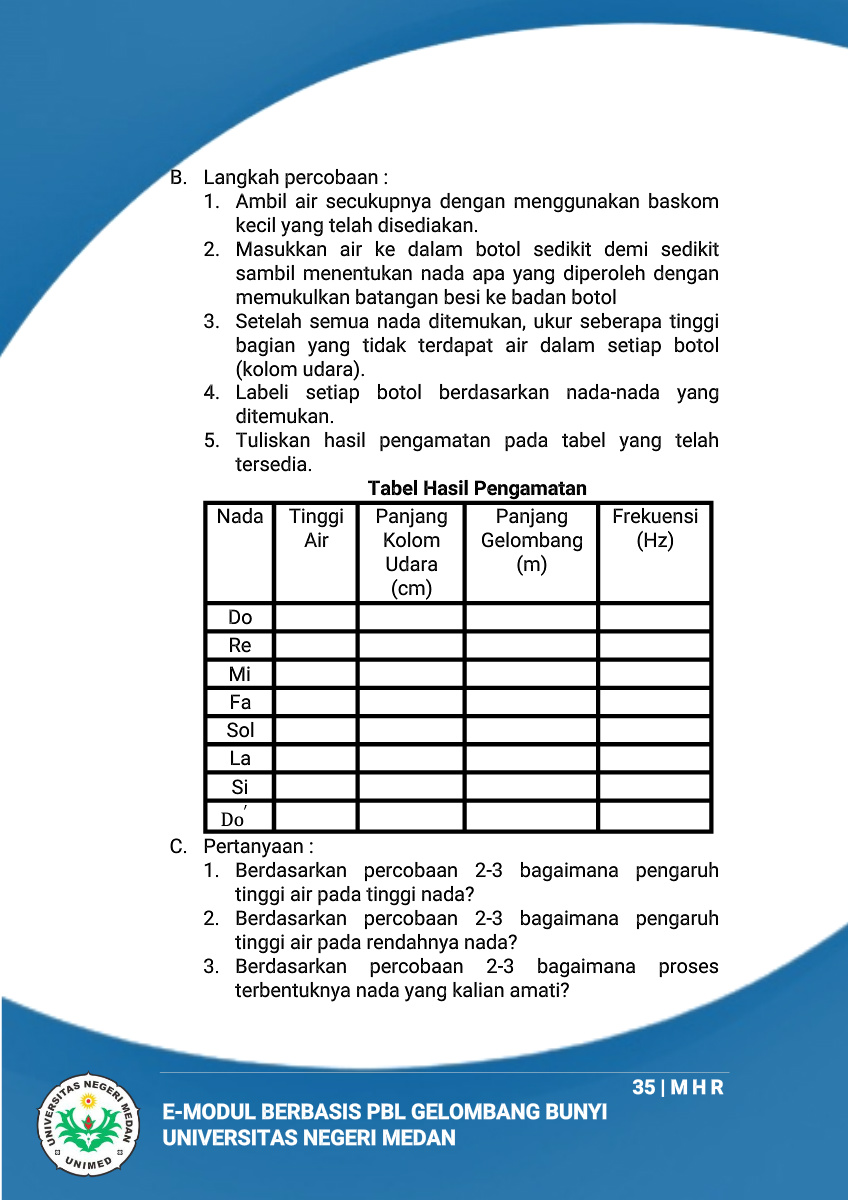 B. Langkah percobaan :
1. Ambil air secukupnya dengan menggunakan baskom
kecil yang telah disediakan.
2. Masukkan air ke dalam botol sedikit demi sedikit
sambil menentukan nada apa yang diperoleh dengan
memukulkan batangan besi ke badan botol
3. Setelah semua nada ditemukan, ukur seberapa tinggi
bagian yang tidak terdapat air dalam setiap botol
(kolom udara).
4. Labeli setiap botol berdasarkan nada-nada yang
ditemukan.
5. Tuliskan hasil pengamatan pada tabel yang telah
tersedia.
Tabel Hasil Pengamatan
Nada Tinggi Panjang Panjang Frekuensi
Air Kolom Gelombang (Hz)
Udara (m)
(cm)
Do
Re
Mi
Fa
Sol
La
Si
Do′
C. Pertanyaan :
1. Berdasarkan percobaan 2-3 bagaimana pengaruh
tinggi air pada tinggi nada?
2. Berdasarkan percobaan 2-3 bagaimana pengaruh
tinggi air pada rendahnya nada?
3. Berdasarkan percobaan 2-3 bagaimana proses
terbentuknya nada yang kalian amati?
35 | M H R
E-MODUL BERBASIS PBL GELOMBANG BUNYI
UNIVERSITAS NEGERI MEDAN
UNIVERSITAS NEGERI MEDAN
UNIMED